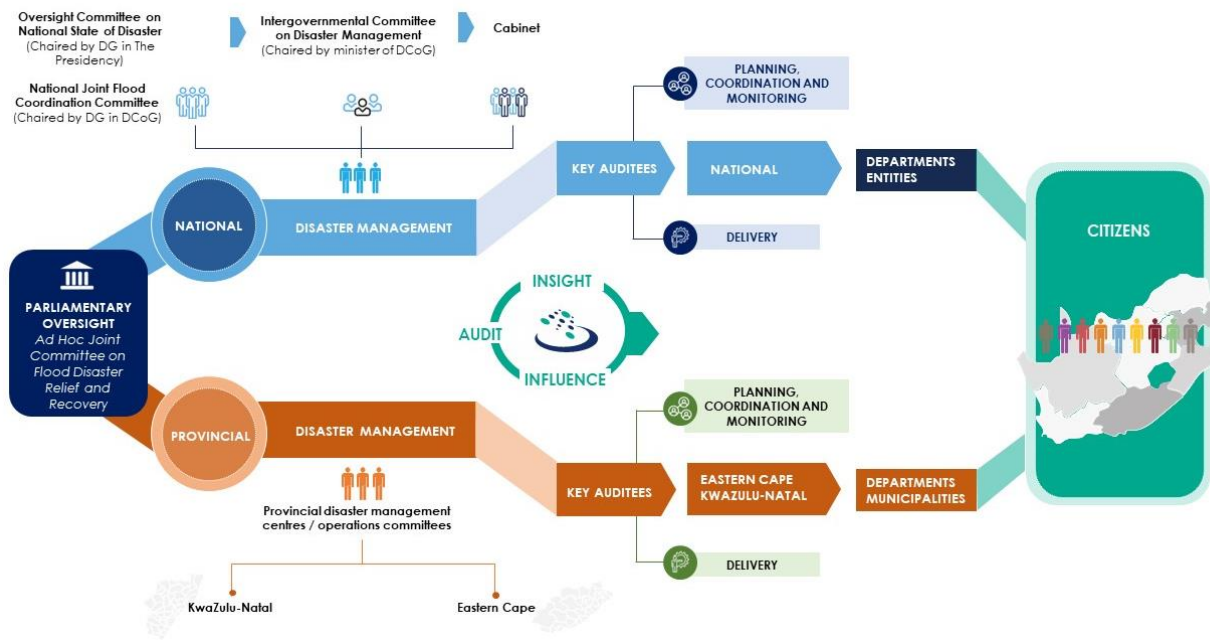 Oversight Committee on
National State of Disaster
(Chaired by DG in The
Presidency)
Intergovernmental Committee
on Disaster Management
(Chaired by minister of DCoG)
Cabinet
National Joint Flood
Coordination Committee
(Chaired by DG in DCoG)
PLANNING,
COORDINATION AND
MONITORING
KEY AUDITEES
NATIONAL
DEPARTMENTS
ENTITIES
NATIONAL
DISASTER MANAGEMENT
DELIVERY
CITIZENS
PARLIAMENTARY
OVERSIGHT
Ad Hoc Joint
Committee on
Flood Disaster
Relief and
Recovery
INSIGHT
AUDIT
INFLUENCE
PROVINCIAL
DISASTER MANAGEMENT
PLANNING,
COORDINATION AND
MONITORING
KEY AUDITEES
EASTERN CAPE
KWAZULU-NATAL
DEPARTMENTS
MUNICIPALITIES
Provincial disaster management
centres / operations committees
DELIVERY
KwaZulu-Natal
Eastern Cape